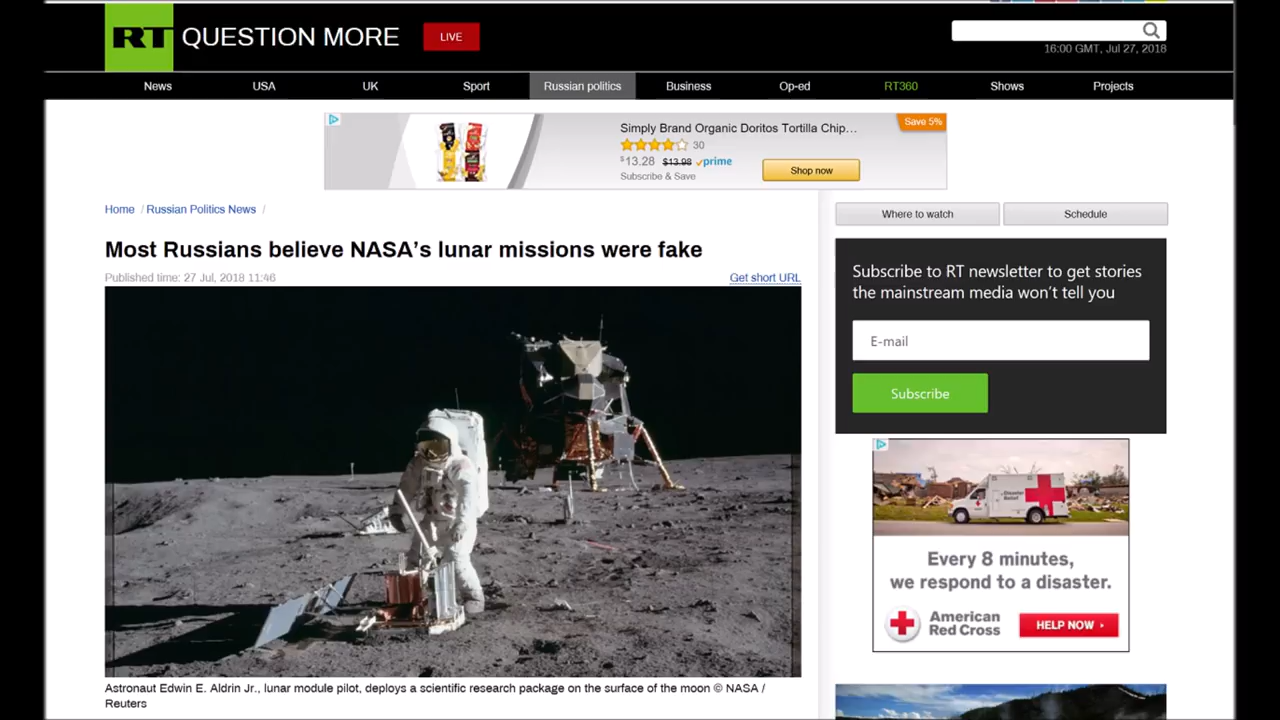 RT QUESTION MORE
LIVE
16:00 GMT, Jul 27, 2018
News USA UK Sport Russian politics Business Op-ed RT360 Shows Projects
Simply Brand Organic Doritos Tortilla Chip…
Save 5%
30
$13.28 $13.98 prime
Subscribe & Save
Shop now
Home / Russian Politics News /
Where to watch
Schedule
Most Russians believe NASA’s lunar missions were fake
Published time: 27 Jul, 2018 11:46
Get short URL
Subscribe to RT newsletter to get stories
the mainstream media won’t tell you
E-mail
Subscribe
Disaster
Relief
Every 8 minutes,
we respond to a disaster.
American
Red Cross
HELP NOW
Astronaut Edwin E. Aldrin Jr., lunar module pilot, deploys a scientific research package on the surface of the moon © NASA /
Reuters